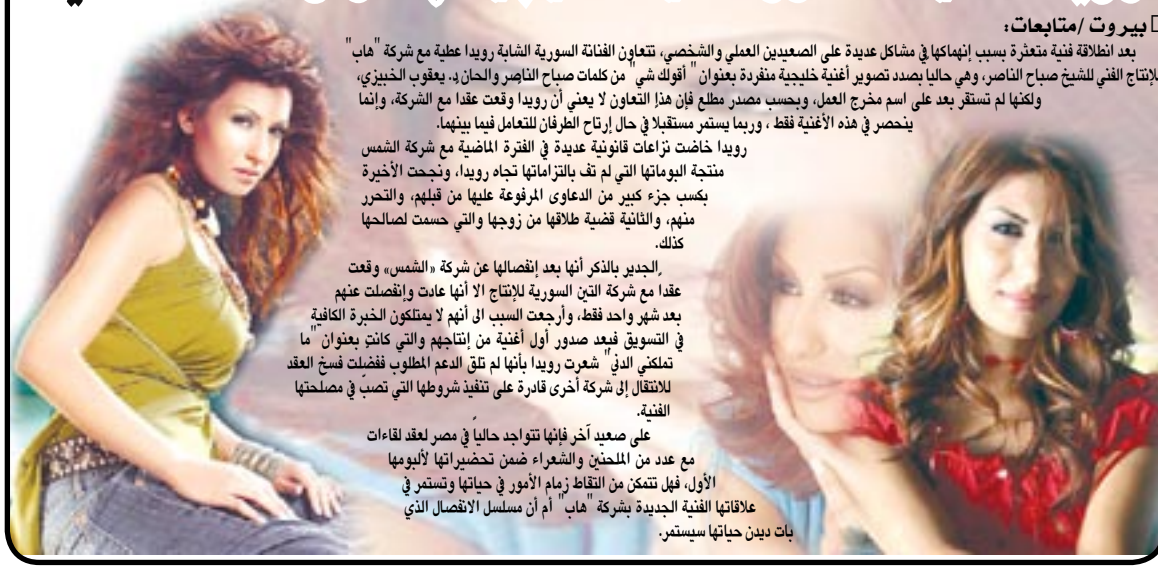 بيروت /متابعات:
بعد انطلاقة فنية متعثرة بسبب إنهماكها في مشاكل عديدة على الصعيدين العملي والشخصي، تتعاون الفنانة السورية الشابة رويدا عطية مع شركة "هاب"
للإنتاج الفني للشيخ صباح الناصر، وهي حاليا بصدد تصوير أغنية خليجية منفردة بعنوان " أقولك شي" من كلمات صباح الناصر والحان د. يعقوب الخبيزي،
ولكنها لم تستقر بعد على اسم مخرج العمل، وبحسب مصدر مطلع فإن هذا التعاون لا يعني أن رويدا وقعت عقدا مع الشركة، وإنما
ينحصر في هذه الأغنية فقط ، وربما يستمر مستقبلا في حال إرتاح الطرفان للتعامل فيما بينهما.
رويدا خاضت نزاعات قانونية عديدة في الفترة الماضية مع شركة الشمس
منتجة البوماتها التي لم تف بالتزاماتها تجاه رويدا، ونجحت الأخيرة
بكسب جزء كبير من الدعاوى المرفوعة عليها من قبلهم، والتحرر
منهم، والثانية قضية طلاقها من زوجها والتي حسمت لصالحها
كذلك.
الجدير بالذكر أنها بعد إنفصالها عن شركة «الشمس» وقعت
عقدا مع شركة التين السورية للإنتاج الا أنها عادت وإنفصلت عنهم
بعد شهر واحد فقط، وأرجعت السبب الى أنهم لا يمتلكون الخبرة الكافية
في التسويق فبعد صدور أول أغنية من إنتاجهم والتي كانت بعنوان "ما
تملكني الدني" شعرت رويدا بأنها لم تلق الدعم المطلوب ففضلت فسخ العقد
للانتقال إلى شركة أخرى قادرة على تنفيذ شروطها التي تصب في مصلحتها
الفنية.
على صعيد آخر فإنها تتواجد حالياً في مصر لعقد لقاءات
مع عدد من الملحنين والشعراء ضمن تحضيراتها لألبومها
الأول، فهل تتمكن من التقاط زمام الأمور في حياتها وتستمر في
علاقاتها الفنية الجديدة بشركة "هاب" أم أن مسلسل الانفصال الذي
بات ديدن حياتها سيستمر.